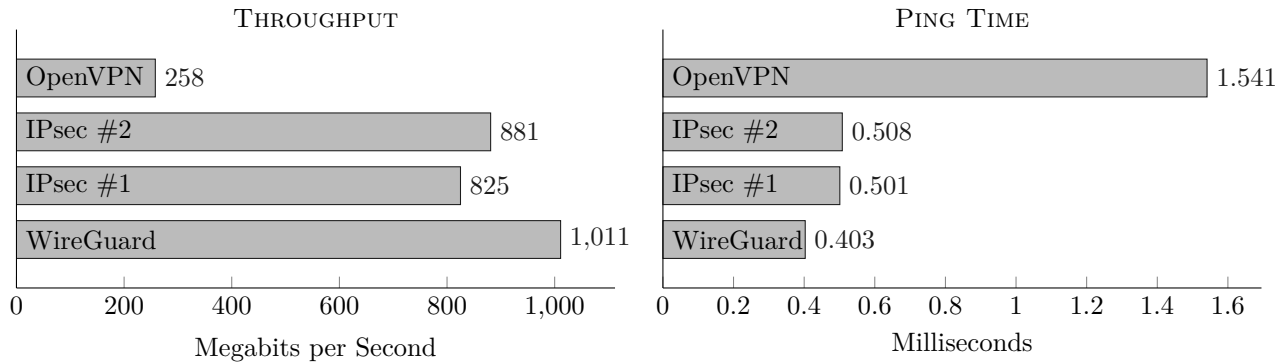 THROUGHPUT
OpenVPN 258
IPsec #2 881
IPsec #1 825
WireGuard 1,011
0 200 400 600 800 1,000
Megabits per Second
PING TIME
OpenVPN 1.541
IPsec #2 0.508
IPsec #1 0.501
WireGuard 0.403
0 0.2 0.4 0.6 0.8 1 1.2 1.4 1.6
Milliseconds